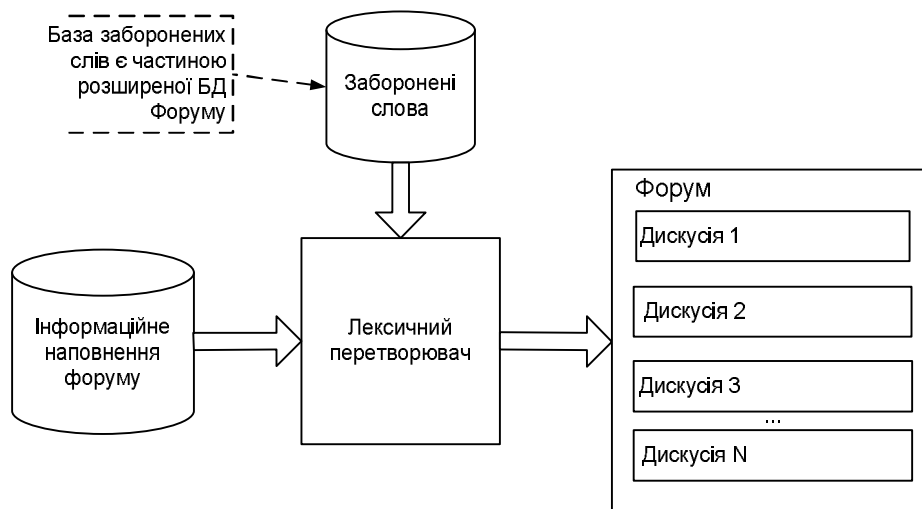 База заборонених
слів є частиною
розширеної БД
Форуму
Заборонені
слова
Інформаційне
наповнення
форуму
Лексичний
перетворювач
Форум
Дискусія 1
Дискусія 2
Дискусія 3
...
Дискусія N